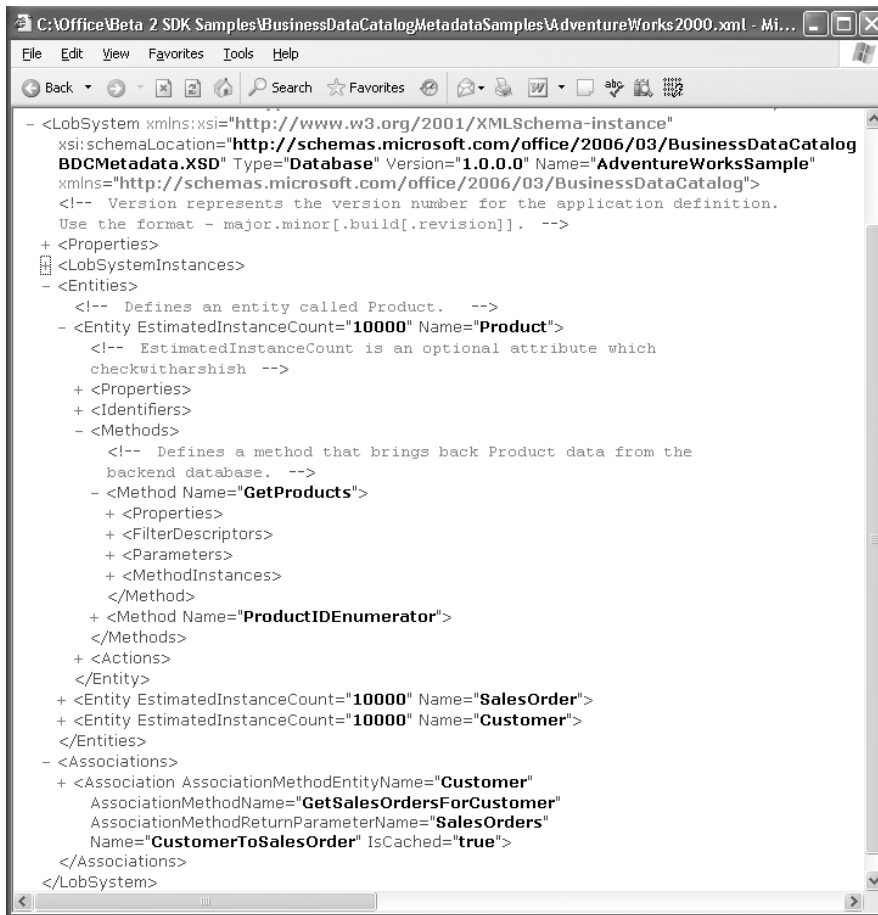 C:\Office\Beta 2 SDK Samples\BusinessDataCatalogMetadataSamples\AdventureWorks2000.xml - Mi...
File Edit View Favorites Tools Help
Back Search Favorites
- <LobSystem xmlns:xsi="http://www.w3.org/2001/XMLSchema-instance"
xsi:schemaLocation="http://schemas.microsoft.com/office/2006/03/BusinessDataCatalog
BDCMetadata.XSD" Type="Database" Version="1.0.0.0" Name="AdventureWorksSample"
xmlns="http://schemas.microsoft.com/office/2006/03/BusinessDataCatalog">
<!-- Version represents the version number for the application definition.
Use the format - major.minor[.build[.revision]]. -->
+ <Properties>
+ <LobSystemInstances>
- <Entities>
<!-- Defines an entity called Product. -->
- <Entity EstimatedInstanceCount="10000" Name="Product">
<!-- EstimatedInstanceCount is an optional attribute which
checkwitharshish -->
+ <Properties>
+ <Identifiers>
- <Methods>
<!-- Defines a method that brings back Product data from the
backend database. -->
- <Method Name="GetProducts">
+ <Properties>
+ <FilterDescriptors>
+ <Parameters>
+ <MethodInstances>
</Method>
+ <Method Name="ProductIDEnumerator">
</Methods>
+ <Actions>
</Entity>
+ <Entity EstimatedInstanceCount="10000" Name="SalesOrder">
+ <Entity EstimatedInstanceCount="10000" Name="Customer">
</Entities>
- <Associations>
+ <Association AssociationMethodEntityName="Customer"
AssociationMethodName="GetSalesOrdersForCustomer"
AssociationMethodReturnParameterName="SalesOrders"
Name="CustomerToSalesOrder" IsCached="true">
</Associations>
</LobSystem>